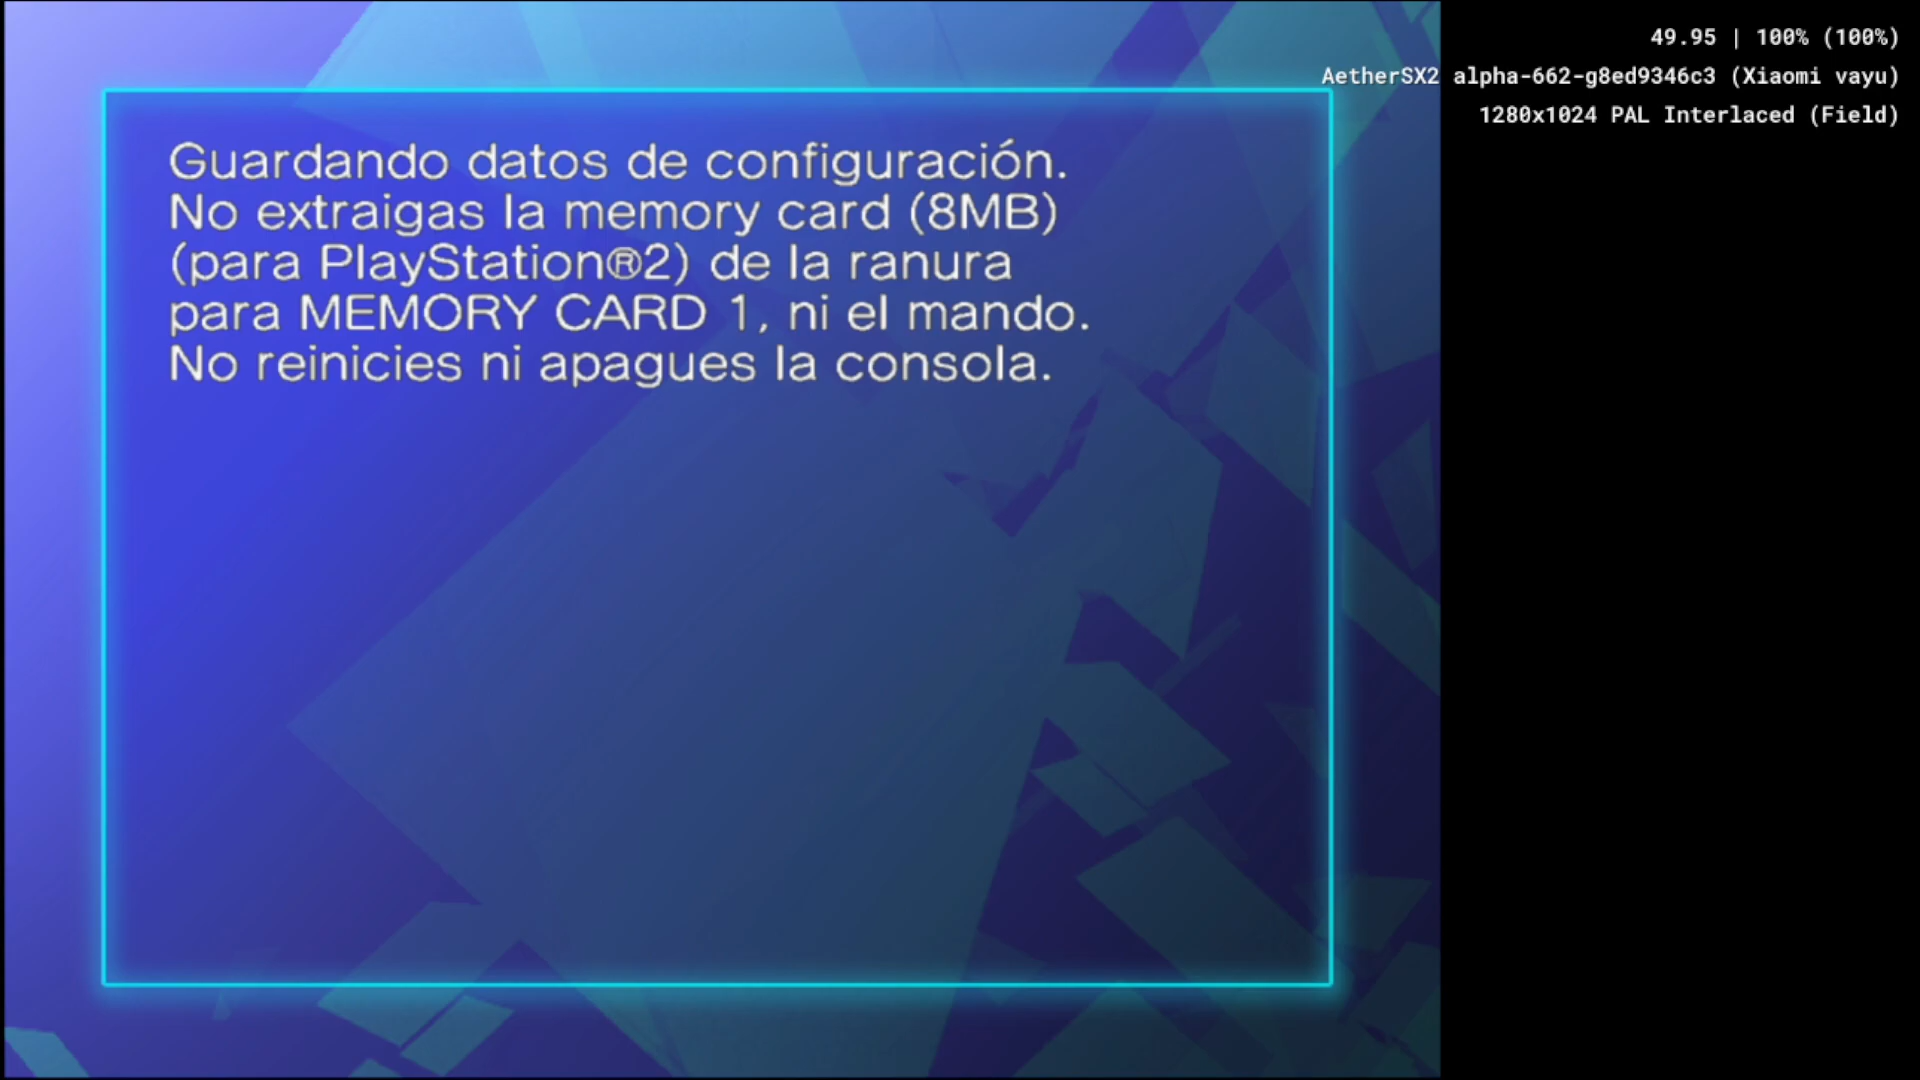 49.95 | 100% (100%)
AetherSX2 alpha-662-g8ed9346c3 (Xiaomi vayu)
1280x1024 PAL Interlaced (Field)
Guardando datos de configuración.
No extraigas la memory card (8MB)
(para PlayStation®2) de la ranura
para MEMORY CARD 1, ni el mando.
No reinicies ni apagues la consola.